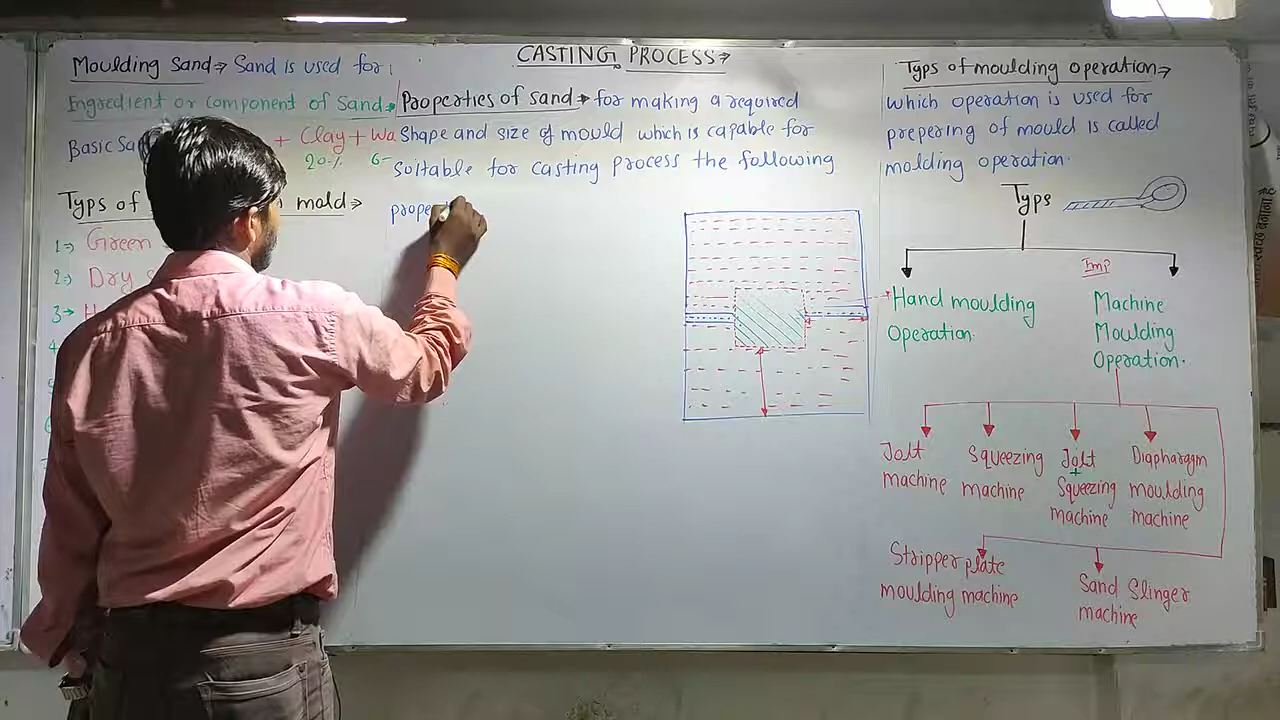 CASTING PROCESS→
Moulding Sand→ Sand is used for
Ingredient or component of Sand→
Basic + Clay + Wa
20% 6-
Typs of mold→
1→ Green
2→ Dry
3→
Properties of Sand→ for making a required
Shape and size of mould which is capable for
Suitable for casting process the following
prope
Typs of moulding operation→
which operation is used for
prepering of mould is called
molding operation.
Typs
Imp
Hand moulding
Operation.
Machine
Moulding
Operation.
Jolt
machine
Squeezing
machine
Jolt
+
Squeezing
machine
Diapharagm
moulding
machine
Stripper plate
moulding machine
Sand Slinger
machine